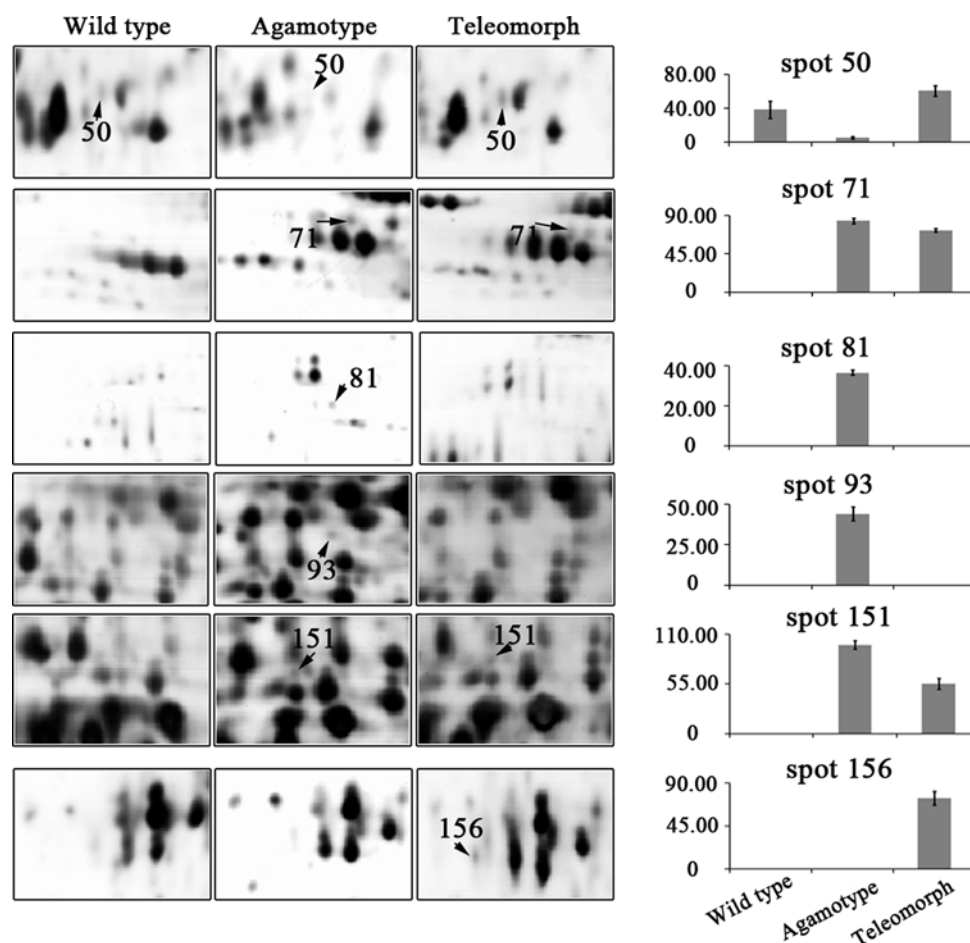 Wild type Agamotype Teleomorph
50 50 50
spot 50
80.00
40.00
0
71 71
spot 71
90.00
45.00
0
81
spot 81
40.00
20.00
0
93
spot 93
50.00
25.00
0
151 151
spot 151
110.00
55.00
0
156
spot 156
90.00
45.00
0
Wild type Agamotype Teleomorph